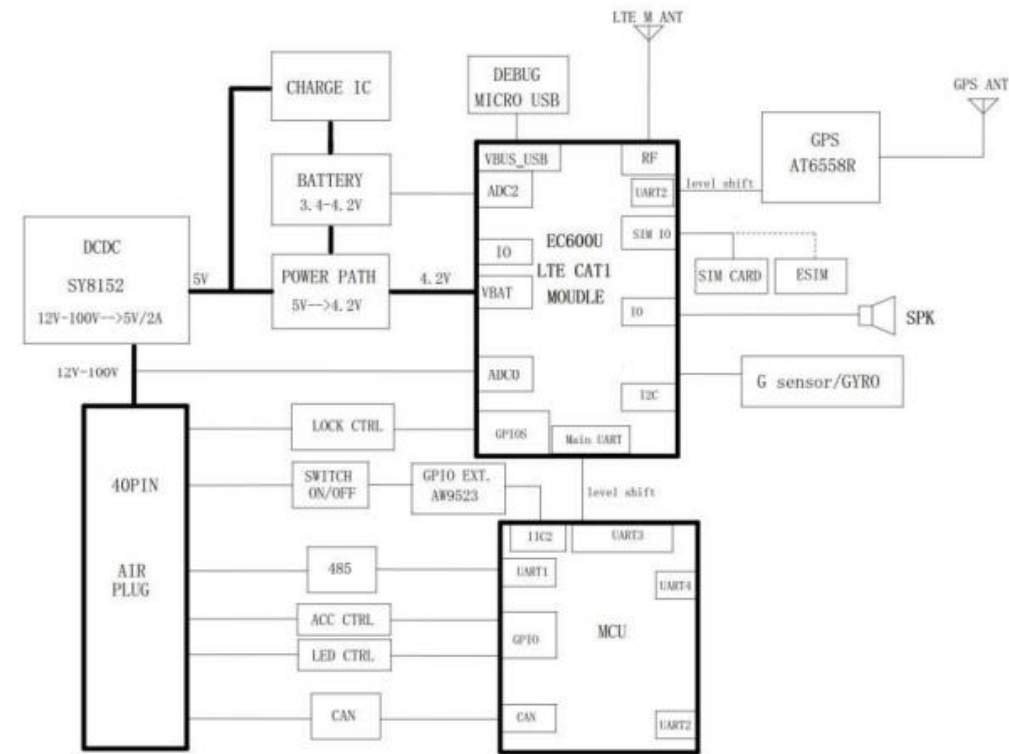 LTE M ANT
CHARGE IC
DEBUG
MICRO USB
GPS ANT
GPS
AT6558R
VBUS_USB
RF
BATTERY
3.4-4.2V
ADC2
UART2
level shift
DCDC
SY8152
12V-100V-->5V/2A
5V
POWER PATH
5V-->4.2V
4.2V
IO
VBAT
EC600U
LTE CAT1
MOUDLE
SIM IO
SIM CARD
ESIM
IO
SPK
12V-100V
ADC0
I2C
G sensor/GYRO
40PIN
AIR
PLUG
LOCK CTRL
GPIOS
Main UART
SWITCH
ON/OFF
GPIO EXT.
AW9523
level shift
IIC2
UART3
485
UART1
UART4
ACC CTRL
LED CTRL
GPIO
MCU
CAN
CAN
UART2